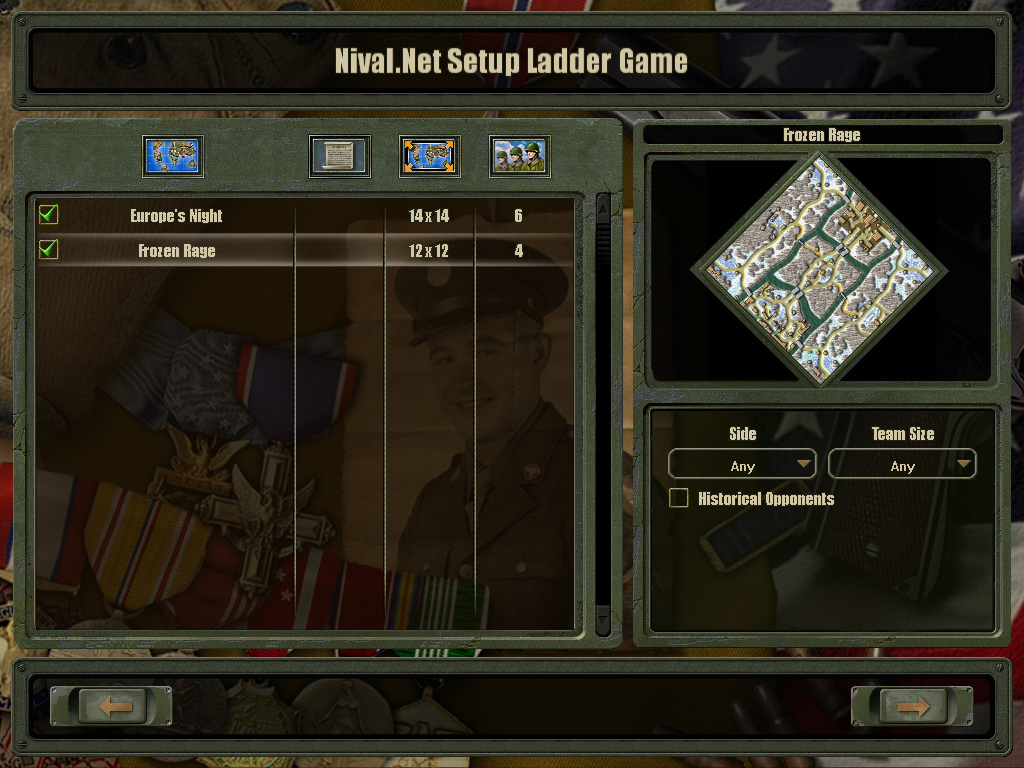 Nival.Net Setup Ladder Game
Frozen Rage
Europe's Night 14 x 14 6
Frozen Rage 12 x 12 4
Side Team Size
Any Any
Historical Opponents